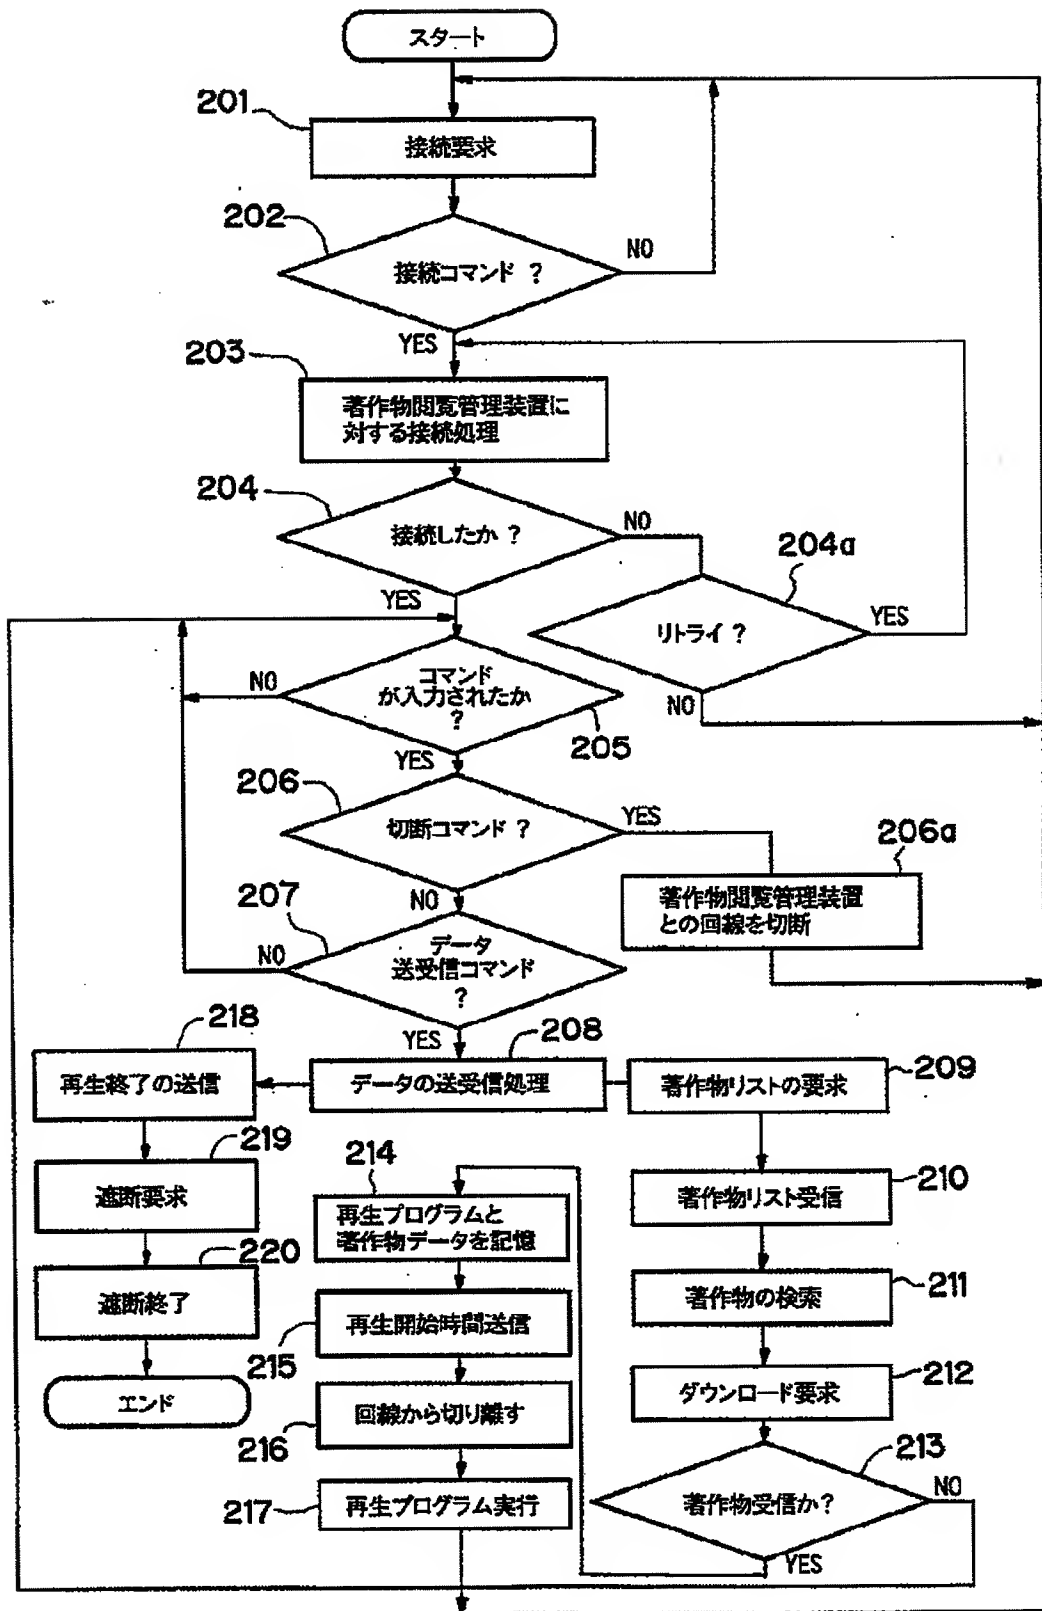 スタート
201
接続要求
202
接続コマンド ?
NO
YES
203
著作物閲覧管理装置に
対する接続処理
204
接続したか ?
NO
204a
YES
リトライ ?
YES
NO
コマンド
が入力されたか
?
NO
205
YES
206
切断コマンド ?
YES
206a
著作物閲覧管理装置
との回線を切断
NO
207
データ
送受信コマンド
?
NO
YES
218
208
再生終了の送信
データの送受信処理
著作物リストの要求
209
219
遮断要求
214
再生プログラムと
著作物データを記憶
著作物リスト受信
210
220
遮断終了
再生開始時間送信
215
著作物の検索
211
エンド
回線から切り離す
216
ダウンロード要求
212
213
再生プログラム実行
217
著作物受信か?
NO
YES